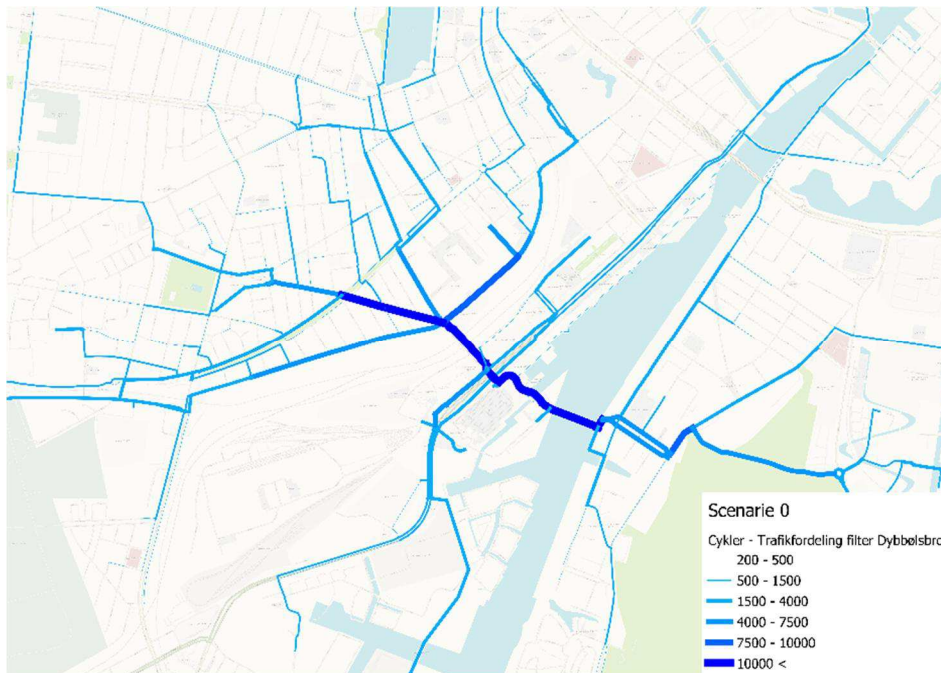 Scenarie 0
Cykler - Trafikfordeling filter Dybbølsbro
200 - 500
500 - 1500
1500 - 4000
4000 - 7500
7500 - 10000
10000 <